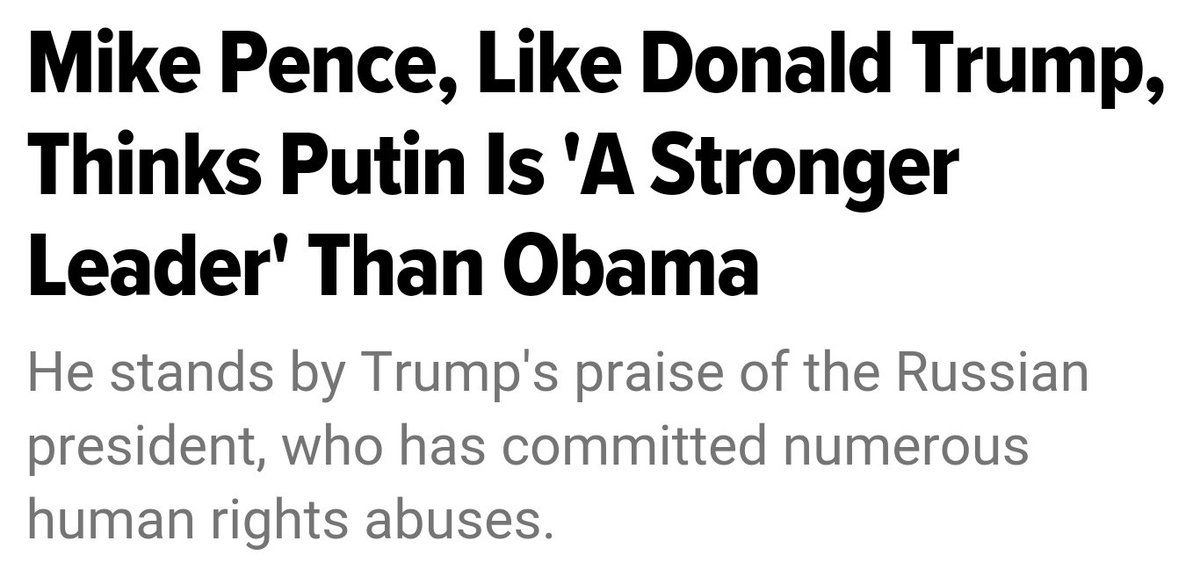 Mike Pence, Like Donald Trump,
Thinks Putin Is 'A Stronger
Leader' Than Obama
He stands by Trump's praise of the Russian
president, who has committed numerous
human rights abuses.